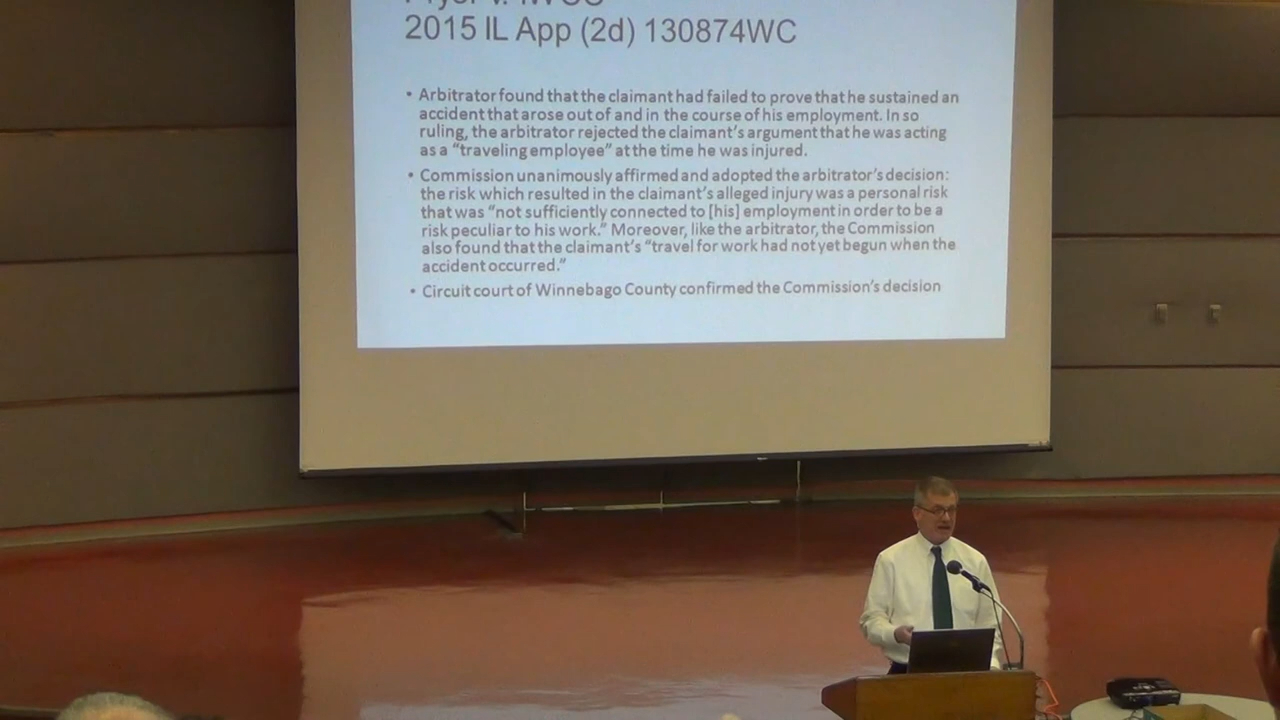 2015 IL App (2d) 130874WC
• Arbitrator found that the claimant had failed to prove that he sustained an
accident that arose out of and in the course of his employment. In so
ruling, the arbitrator rejected the claimant's argument that he was acting
as a "traveling employee" at the time he was injured.
• Commission unanimously affirmed and adopted the arbitrator's decision:
the risk which resulted in the claimant's alleged injury was a personal risk
that was "not sufficiently connected to [his] employment in order to be a
risk peculiar to his work." Moreover, like the arbitrator, the Commission
also found that the claimant's "travel for work had not yet begun when the
accident occurred."
• Circuit court of Winnebago County confirmed the Commission's decision